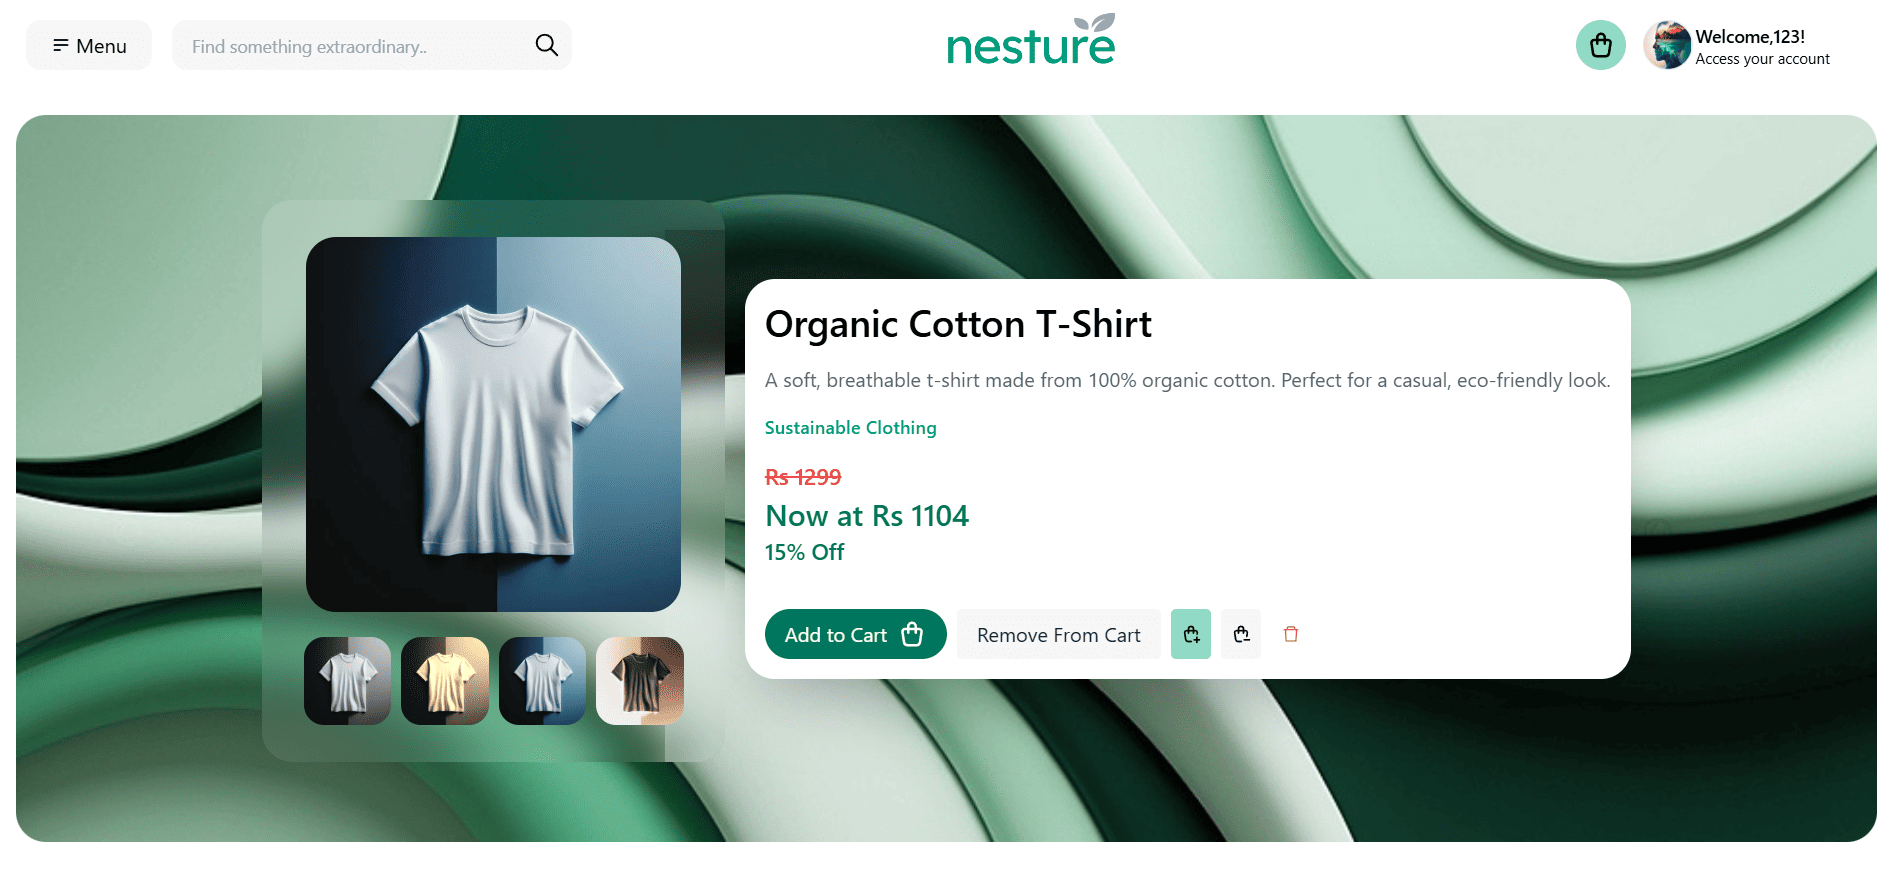 Menu
Find something extraordinary..
nesture
Welcome,123!
Access your account
Organic Cotton T-Shirt
A soft, breathable t-shirt made from 100% organic cotton. Perfect for a casual, eco-friendly look.
Sustainable Clothing
Rs 1299
Now at Rs 1104
15% Off
Add to Cart
Remove From Cart